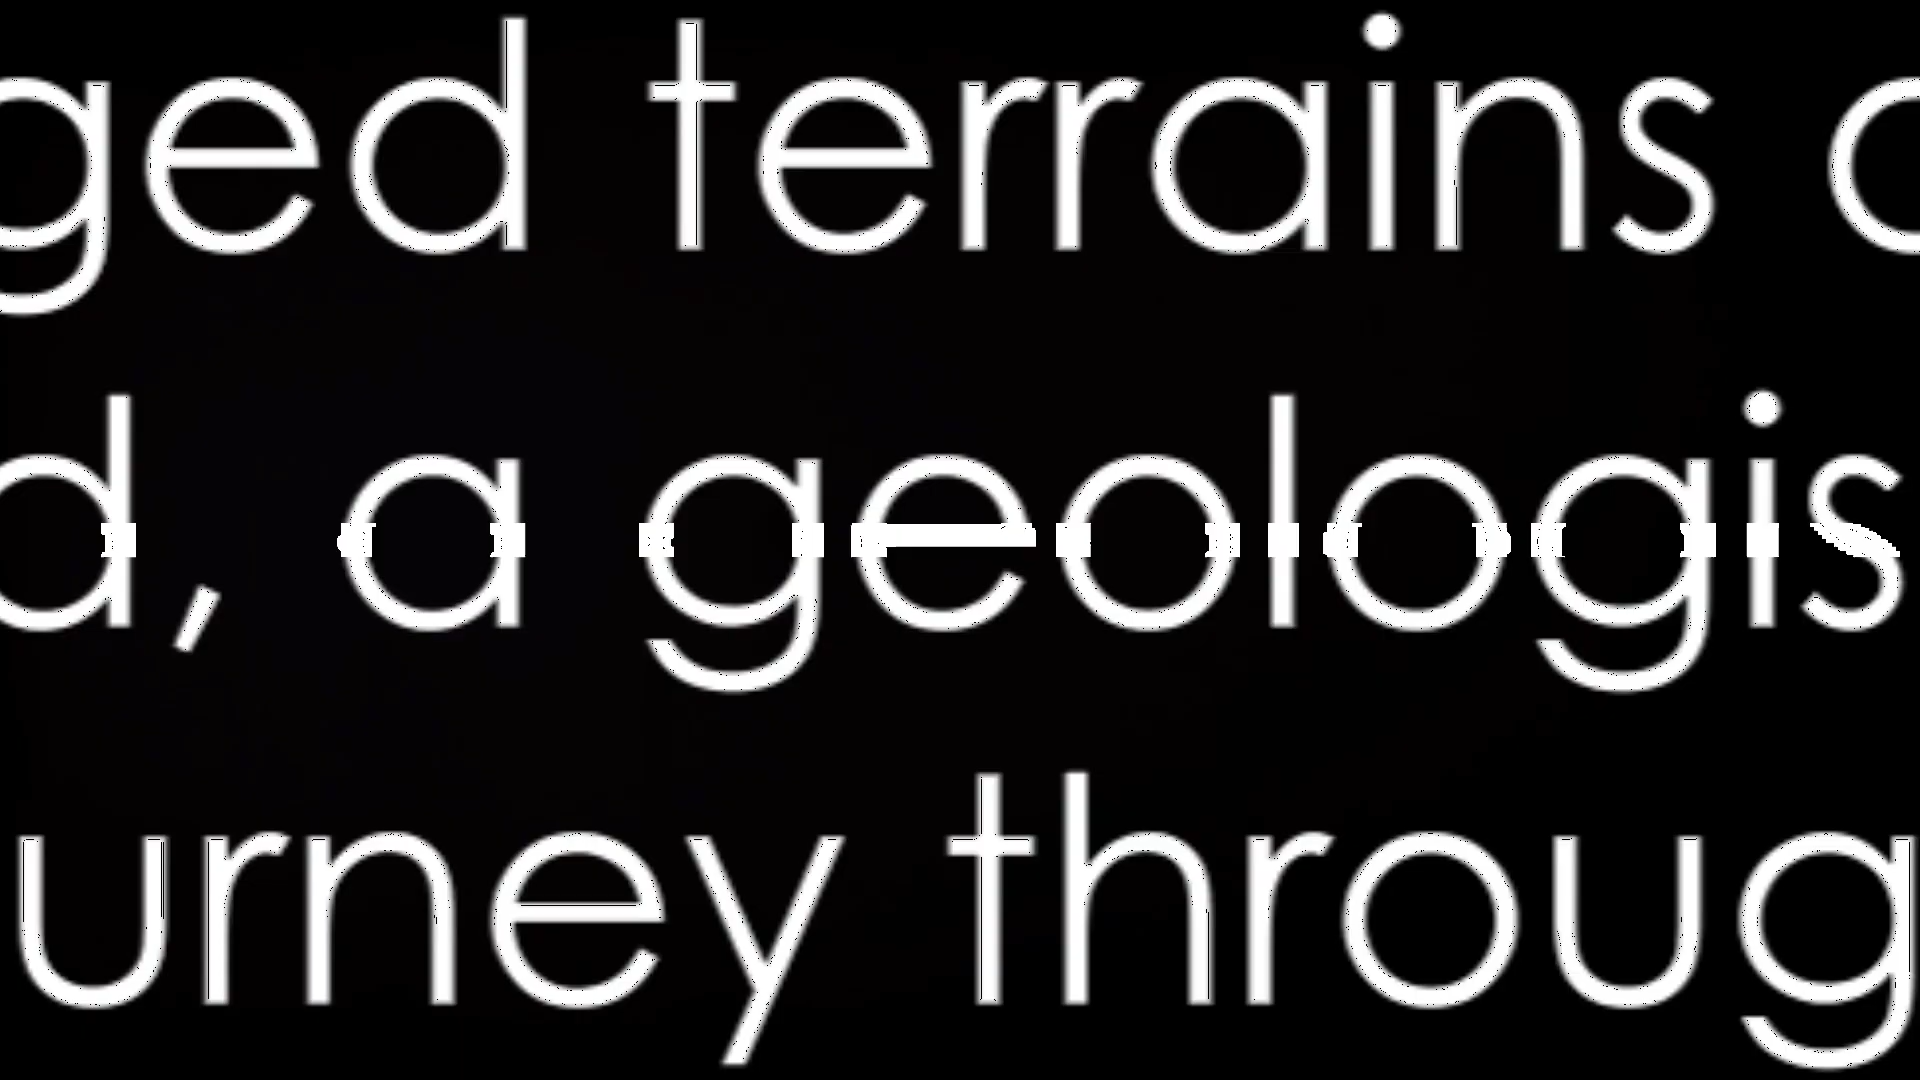 ged terrains o
d, a geologis
urney throug